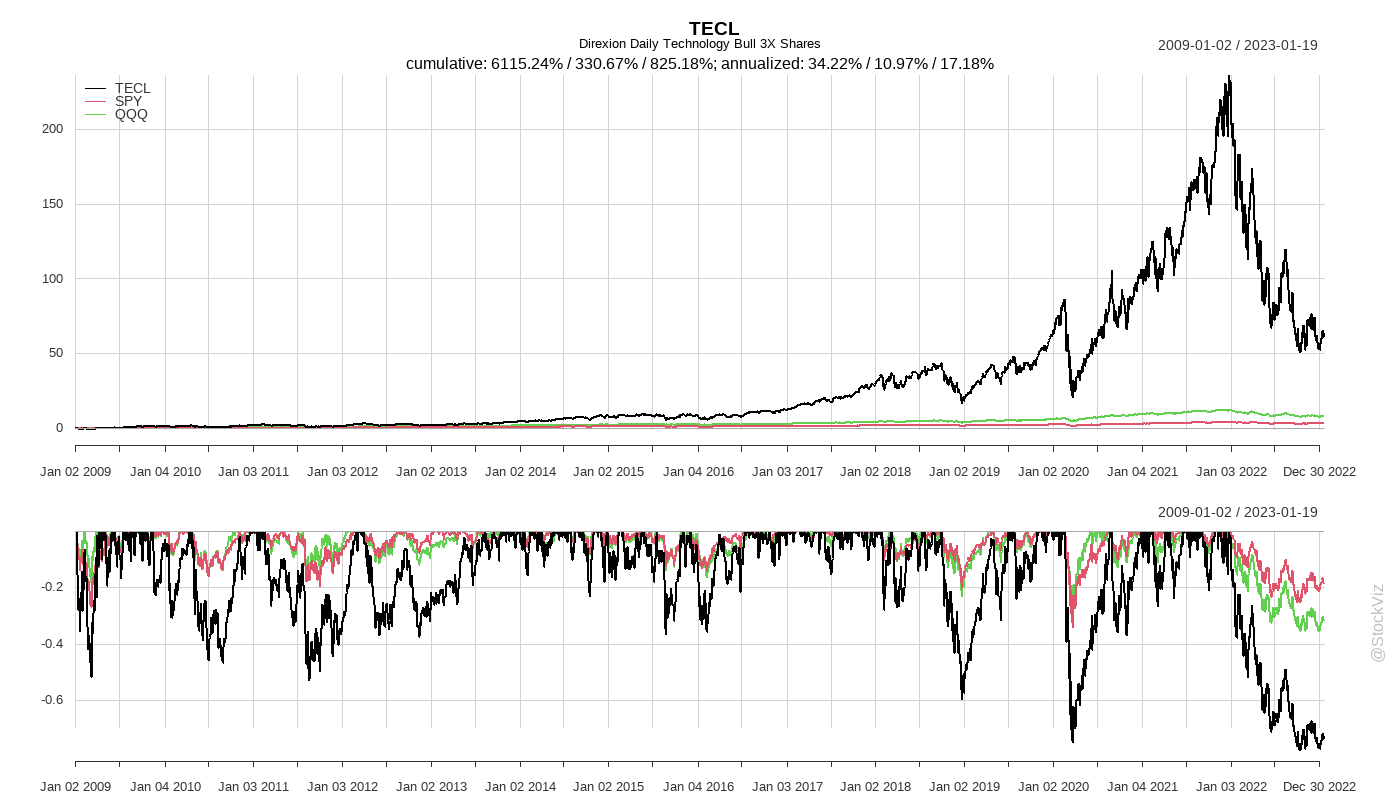 TECL
Direxion Daily Technology Bull 3X Shares
2009-01-02 / 2023-01-19
cumulative: 6115.24% / 330.67% / 825.18%; annualized: 34.22% / 10.97% / 17.18%
TECL
SPY
QQQ
200
150
100
50
0
Jan 02 2009 Jan 04 2010 Jan 03 2011 Jan 03 2012 Jan 02 2013 Jan 02 2014 Jan 02 2015 Jan 04 2016 Jan 03 2017 Jan 02 2018 Jan 02 2019 Jan 02 2020 Jan 04 2021 Jan 03 2022 Dec 30 2022
2009-01-02 / 2023-01-19
-0.2
-0.4
-0.6
Jan 02 2009 Jan 04 2010 Jan 03 2011 Jan 03 2012 Jan 02 2013 Jan 02 2014 Jan 02 2015 Jan 04 2016 Jan 03 2017 Jan 02 2018 Jan 02 2019 Jan 02 2020 Jan 04 2021 Jan 03 2022 Dec 30 2022
@StockViz